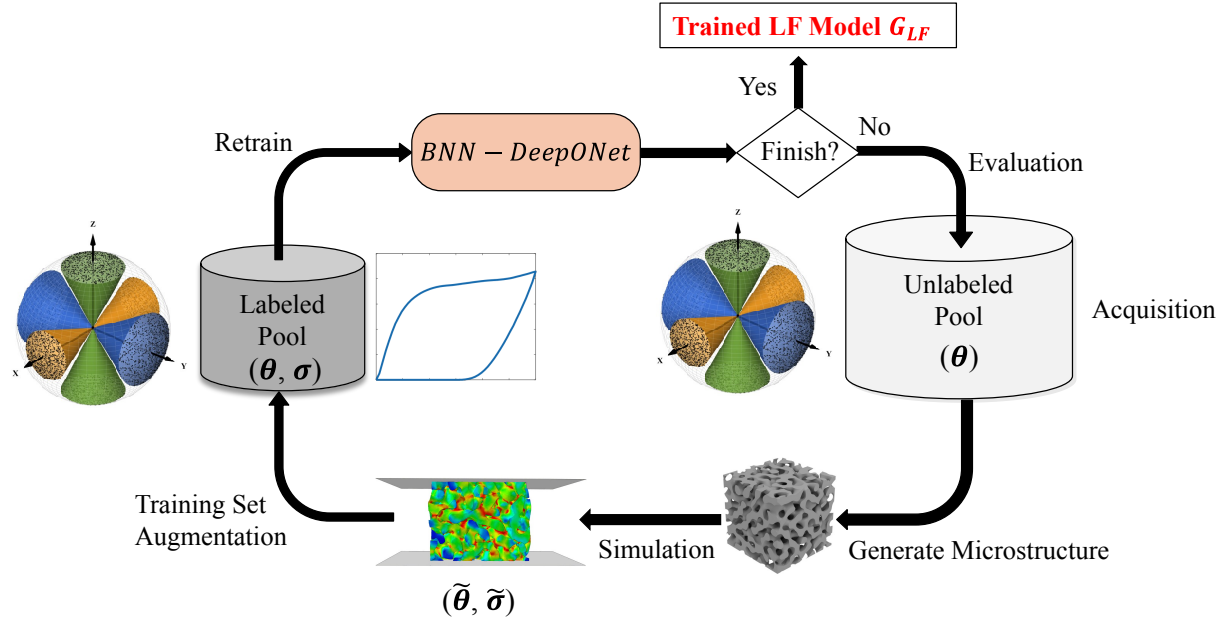 Trained LF Model G_LF
Yes
No
Retrain
BNN − DeepONet
Finish?
Evaluation
Z
X
Y
Labeled
Pool
(θ, σ)
Z
X
Y
Unlabeled
Pool
(θ)
Acquisition
Training Set
Augmentation
Simulation
Generate Microstructure
(θ̃, σ̃)